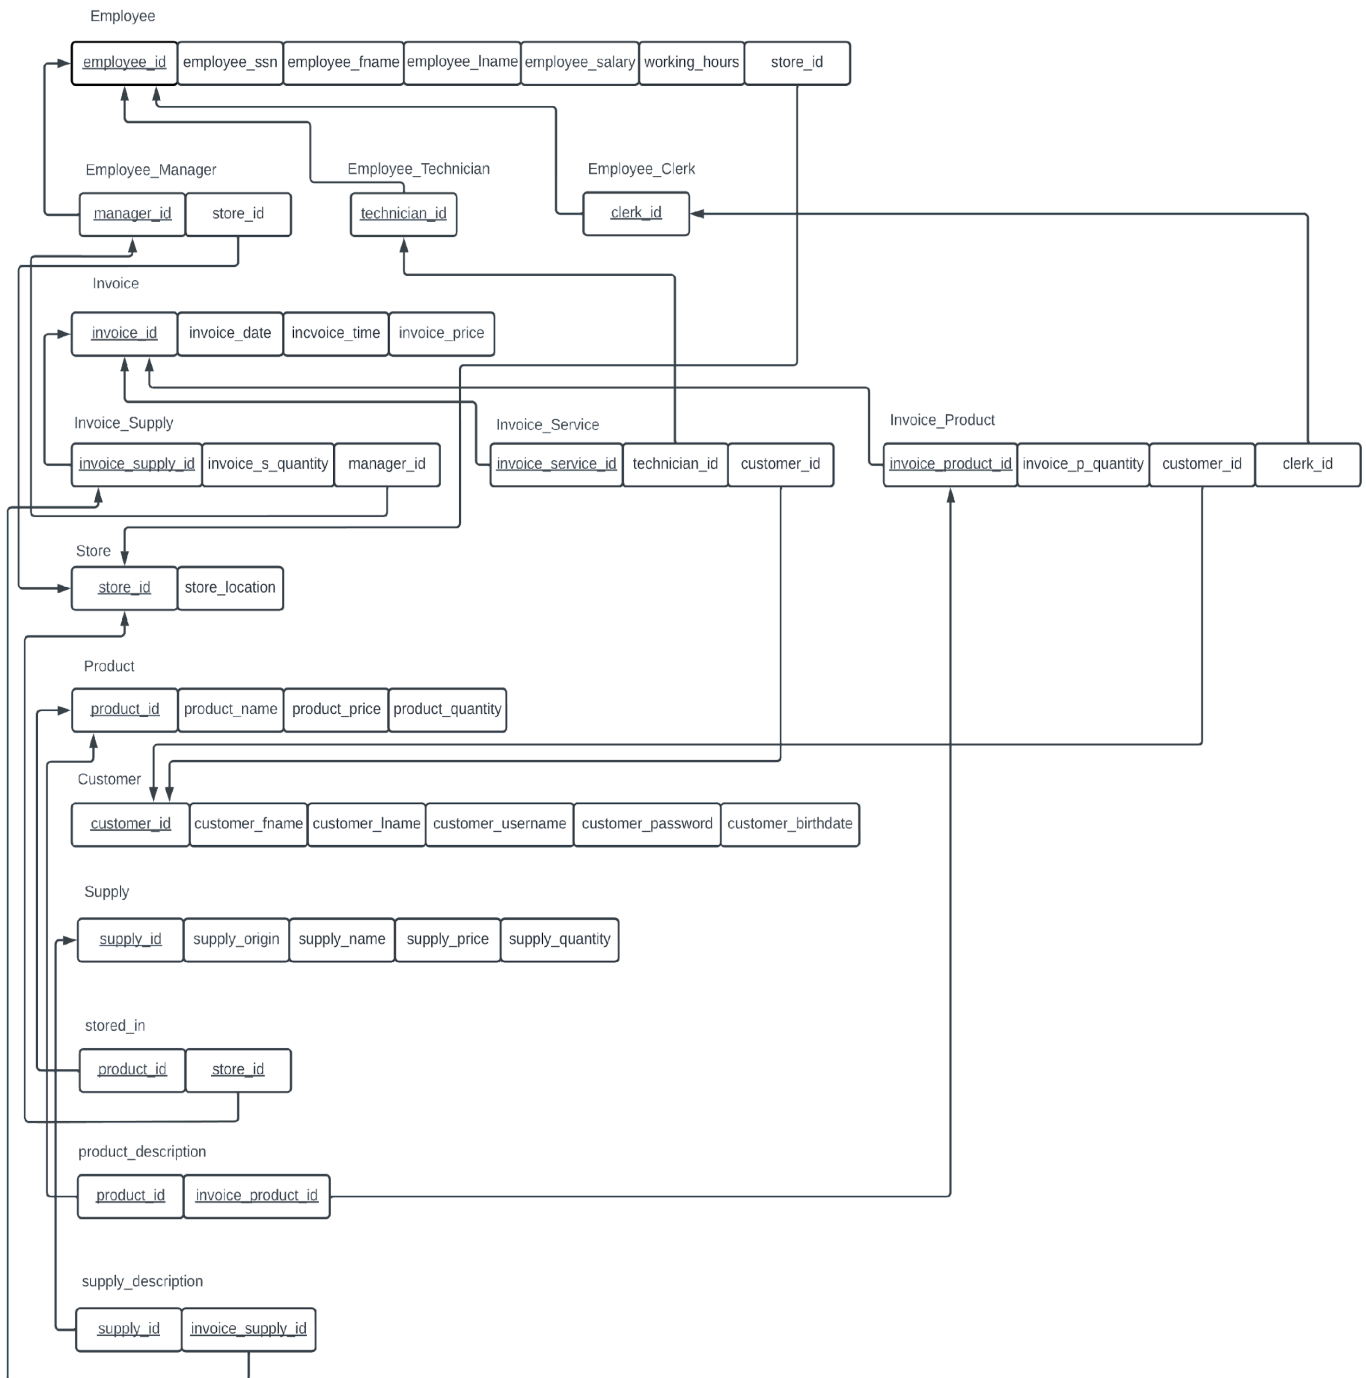 Employee
employee_id employee_ssn employee_fname employee_lname employee_salary working_hours store_id
Employee_Manager Employee_Technician Employee_Clerk
manager_id store_id technician_id clerk_id
Invoice
invoice_id invoice_date incvoice_time invoice_price
Invoice_Supply Invoice_Service Invoice_Product
invoice_supply_id invoice_s_quantity manager_id invoice_service_id technician_id customer_id invoice_product_id invoice_p_quantity customer_id clerk_id
Store
store_id store_location
Product
product_id product_name product_price product_quantity
Customer
customer_id customer_fname customer_lname customer_username customer_password customer_birthdate
Supply
supply_id supply_origin supply_name supply_price supply_quantity
stored_in
product_id store_id
product_description
product_id invoice_product_id
supply_description
supply_id invoice_supply_id